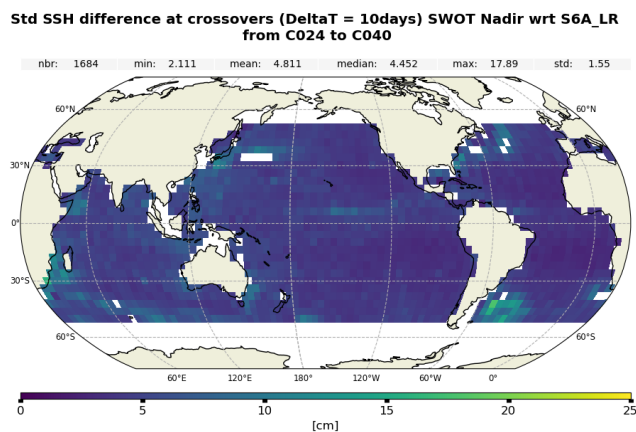 Std SSH difference at crossovers (DeltaT = 10days) SWOT Nadir wrt S6A_LR
from C024 to C040
nbr: 1684 min: 2.111 mean: 4.811 median: 4.452 max: 17.89 std: 1.55
60°N 60°N
30°N 30°N
0° 0°
30°S 30°S
60°S 60°S
60°E 120°E 180° 120°W 60°W 0°
0 5 10 15 20 25
[cm]